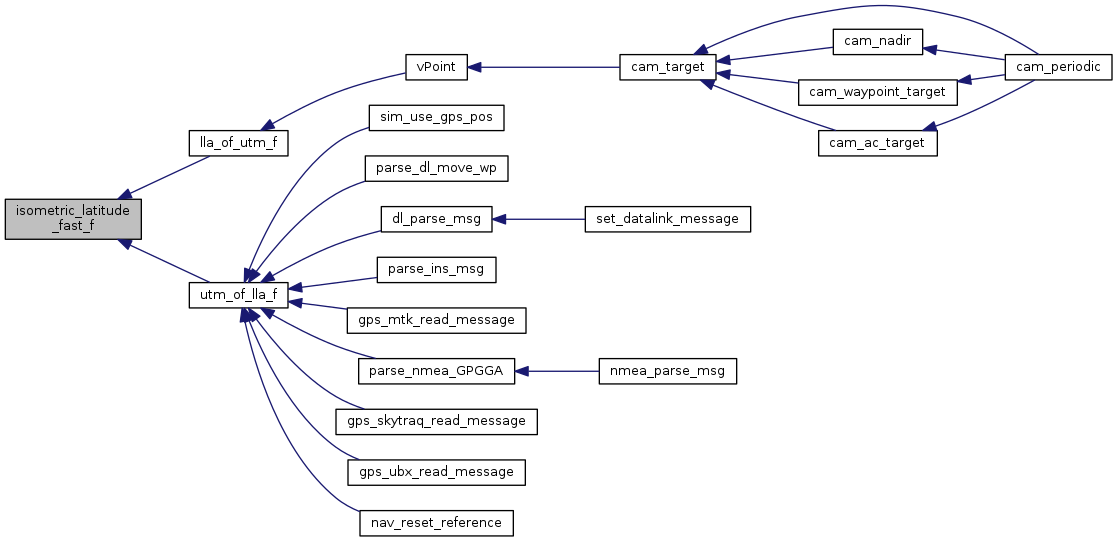 isometric_latitude
_fast_f
lla_of_utm_f
vPoint
cam_target
cam_nadir
cam_waypoint_target
cam_ac_target
cam_periodic
utm_of_lla_f
sim_use_gps_pos
parse_dl_move_wp
dl_parse_msg
set_datalink_message
parse_ins_msg
gps_mtk_read_message
parse_nmea_GPGGA
nmea_parse_msg
gps_skytraq_read_message
gps_ubx_read_message
nav_reset_reference